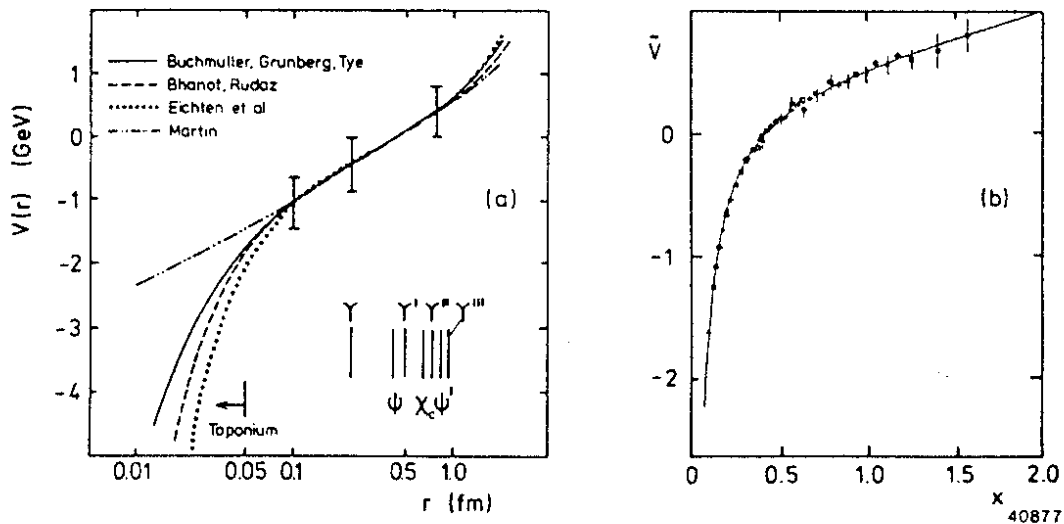 Buchmuller, Grunberg, Tye
Bhanot, Rudaz
Eichten et al
Martin
V(r) (GeV)
1
0
-1
-2
-3
-4
(a)
ϒ ϒ' ϒ" ϒ'''
ψ χc ψ'
Toponium
0.01 0.05 0.1 0.5 1.0
r (fm)
Ṽ
0
-1
-2
(b)
0 0.5 1.0 1.5 2.0
x
40877